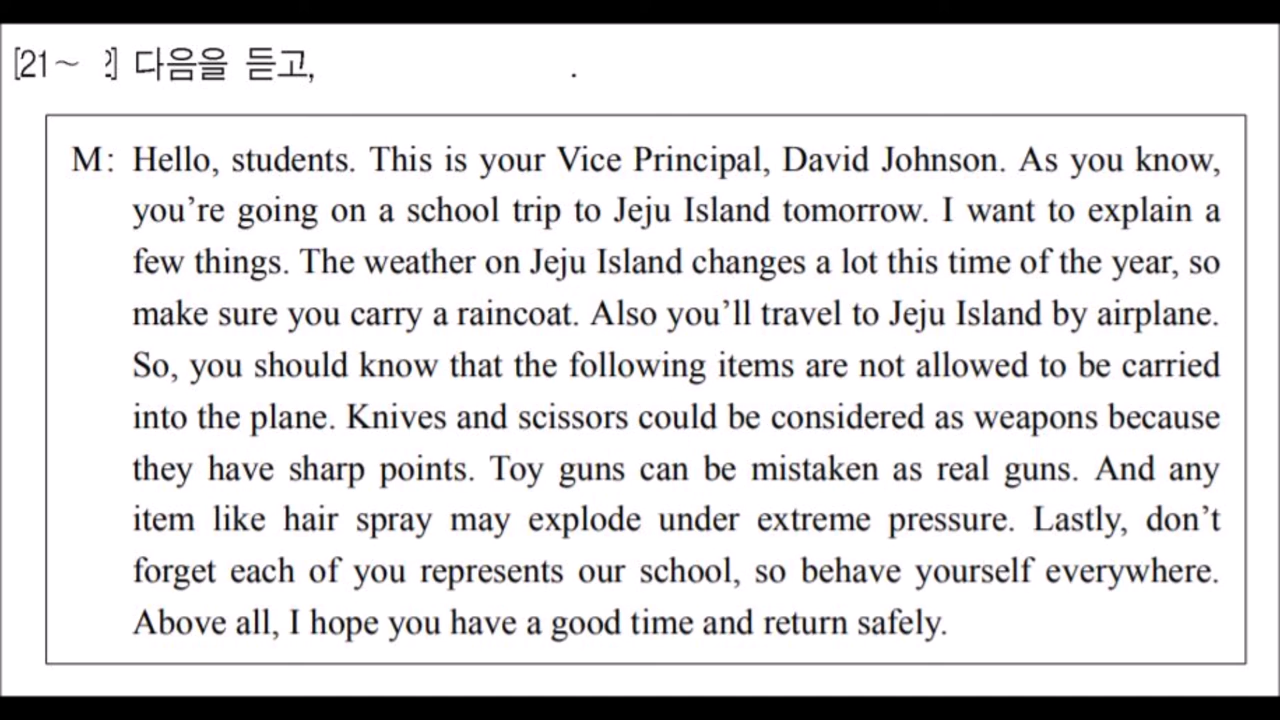 [21～ 2] 다음을 듣고, .
M: Hello, students. This is your Vice Principal, David Johnson. As you know,
you’re going on a school trip to Jeju Island tomorrow. I want to explain a
few things. The weather on Jeju Island changes a lot this time of the year, so
make sure you carry a raincoat. Also you’ll travel to Jeju Island by airplane.
So, you should know that the following items are not allowed to be carried
into the plane. Knives and scissors could be considered as weapons because
they have sharp points. Toy guns can be mistaken as real guns. And any
item like hair spray may explode under extreme pressure. Lastly, don’t
forget each of you represents our school, so behave yourself everywhere.
Above all, I hope you have a good time and return safely.